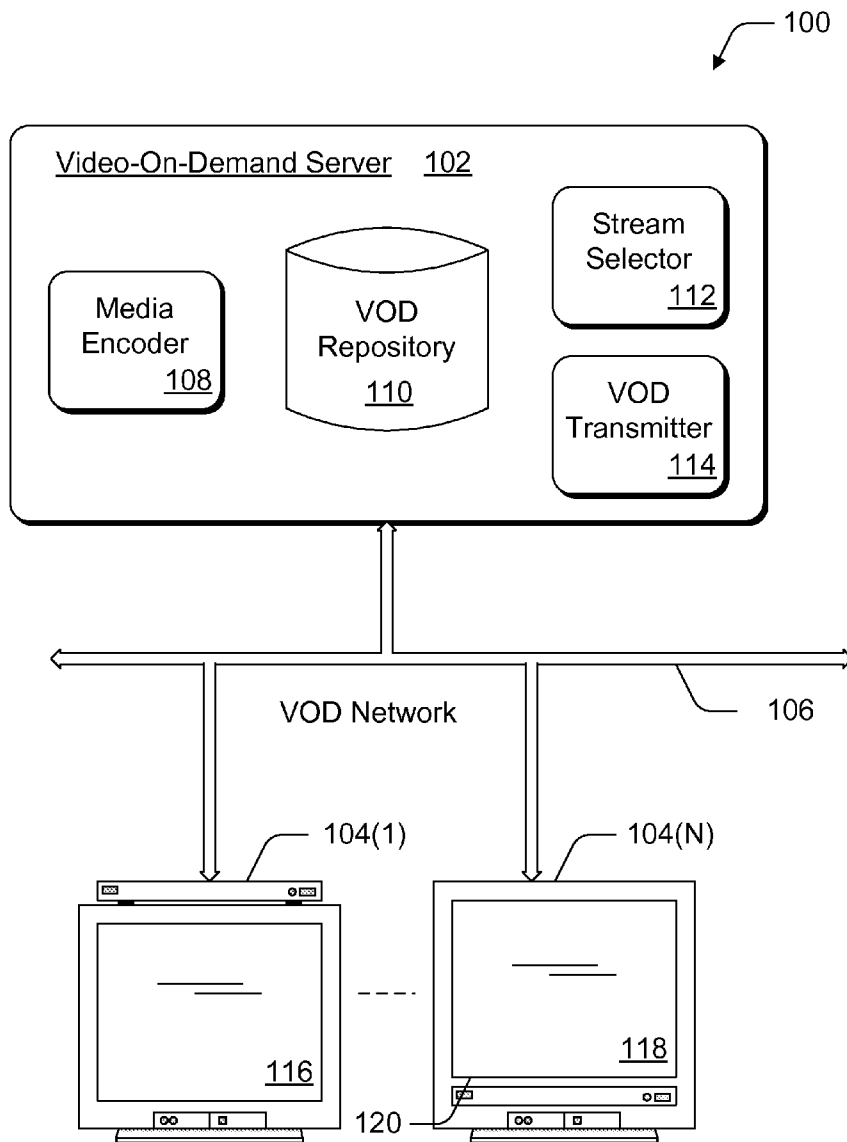 100
Video-On-Demand Server 102
Media
Encoder
108
VOD
Repository
110
Stream
Selector
112
VOD
Transmitter
114
VOD Network
106
104(1)
104(N)
116
118
120